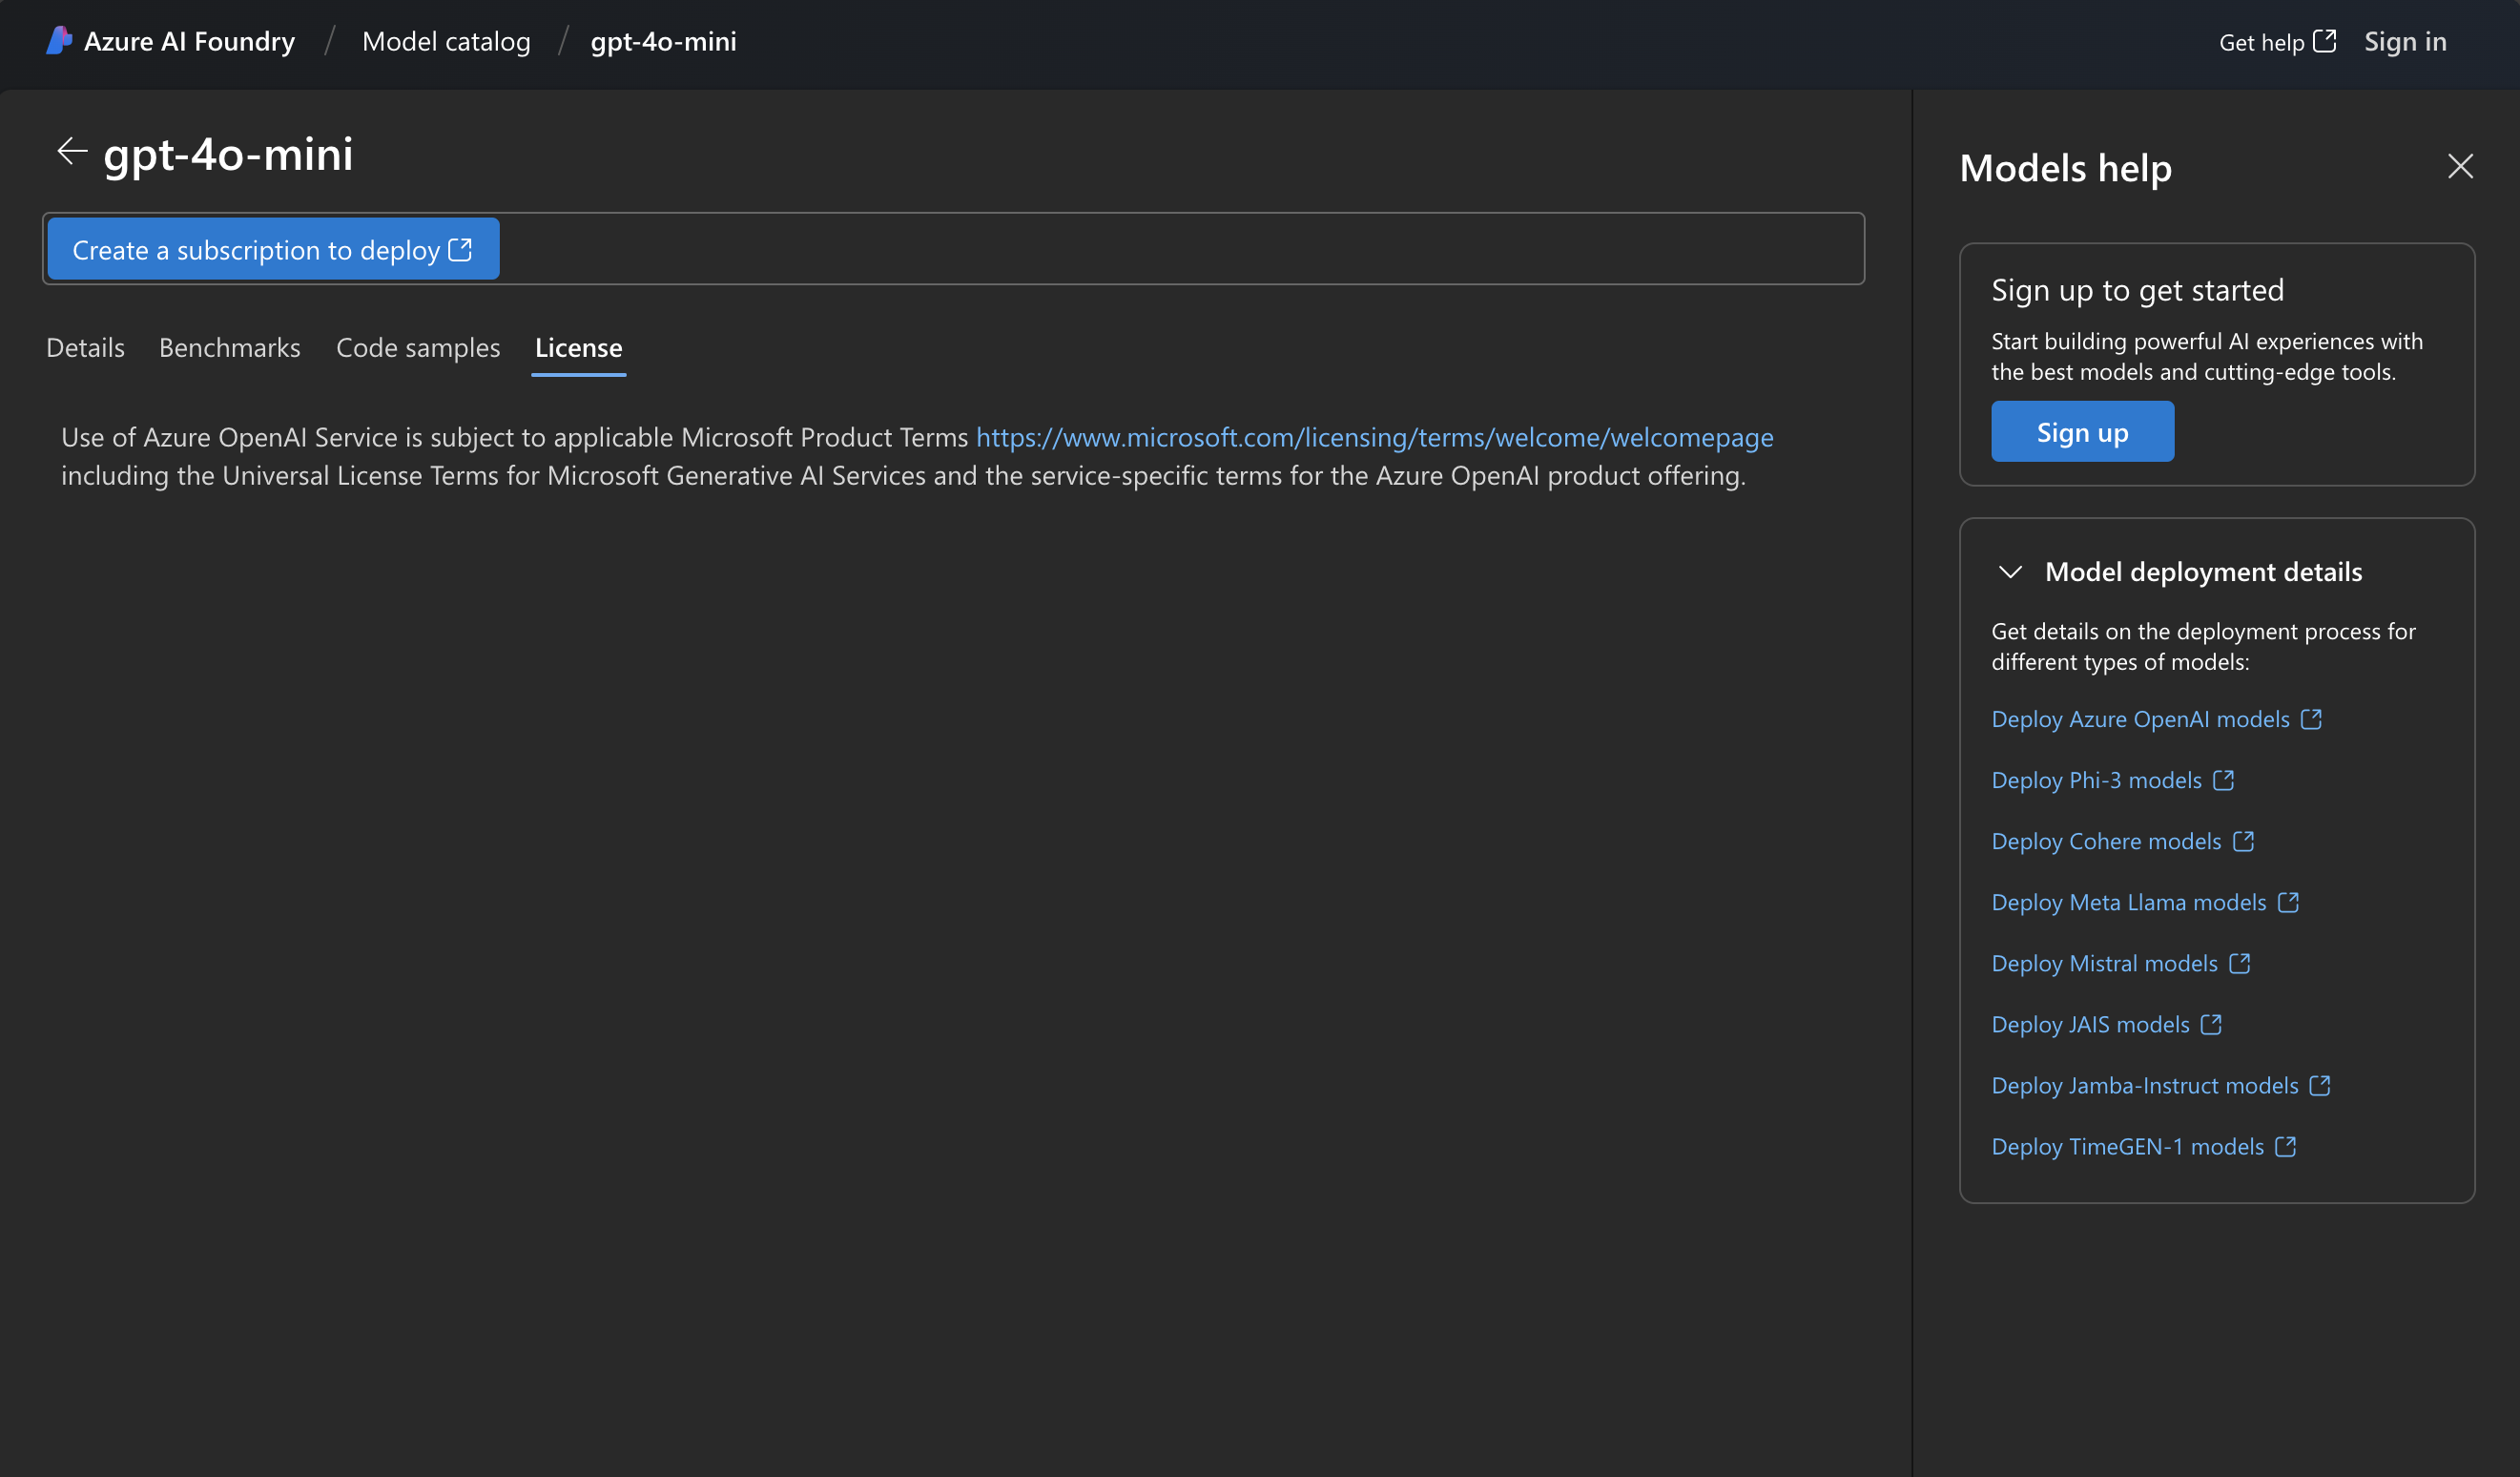 Azure AI Foundry / Model catalog / gpt-4o-mini
Get help Sign in
gpt-4o-mini
Create a subscription to deploy
Details Benchmarks Code samples License
Use of Azure OpenAI Service is subject to applicable Microsoft Product Terms https://www.microsoft.com/licensing/terms/welcome/welcomepage
including the Universal License Terms for Microsoft Generative AI Services and the service-specific terms for the Azure OpenAI product offering.
Models help
Sign up to get started
Start building powerful AI experiences with
the best models and cutting-edge tools.
Sign up
Model deployment details
Get details on the deployment process for
different types of models:
Deploy Azure OpenAI models
Deploy Phi-3 models
Deploy Cohere models
Deploy Meta Llama models
Deploy Mistral models
Deploy JAIS models
Deploy Jamba-Instruct models
Deploy TimeGEN-1 models